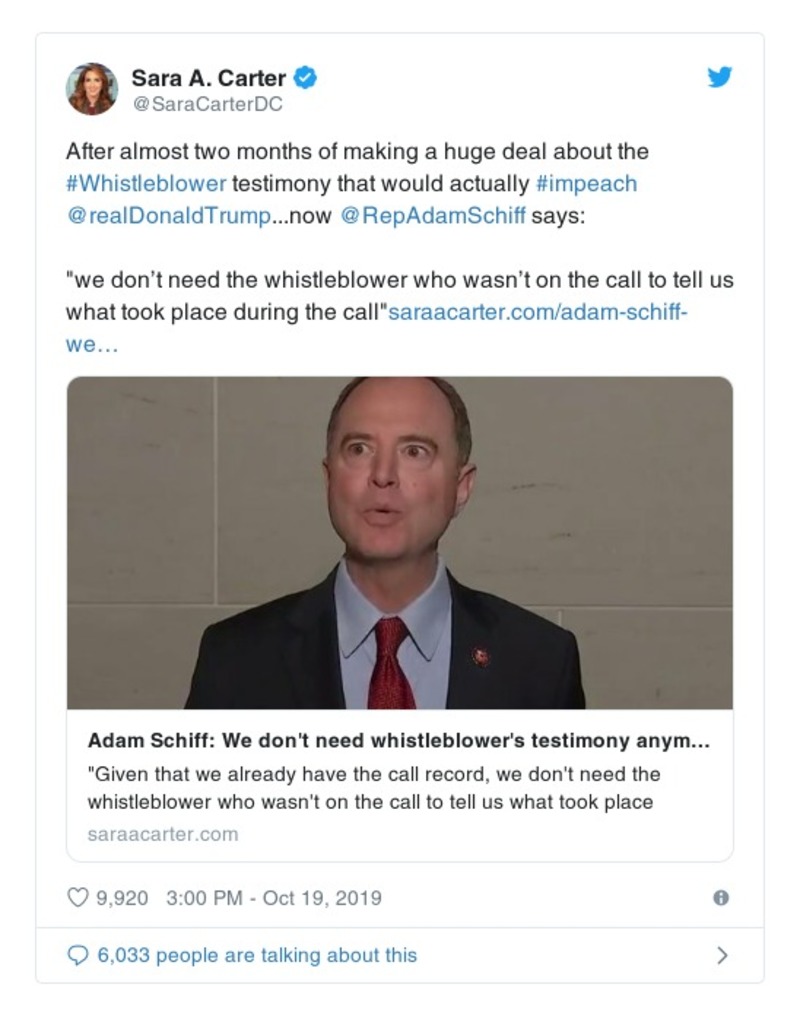 Sara A. Carter
@SaraCarterDC
After almost two months of making a huge deal about the
#Whistleblower testimony that would actually #impeach
@realDonaldTrump...now @RepAdamSchiff says:
"we don’t need the whistleblower who wasn’t on the call to tell us
what took place during the call"saraacarter.com/adam-schiff-
we…
Adam Schiff: We don't need whistleblower's testimony anym...
"Given that we already have the call record, we don't need the
whistleblower who wasn't on the call to tell us what took place
saraacarter.com
9,920 3:00 PM - Oct 19, 2019
6,033 people are talking about this